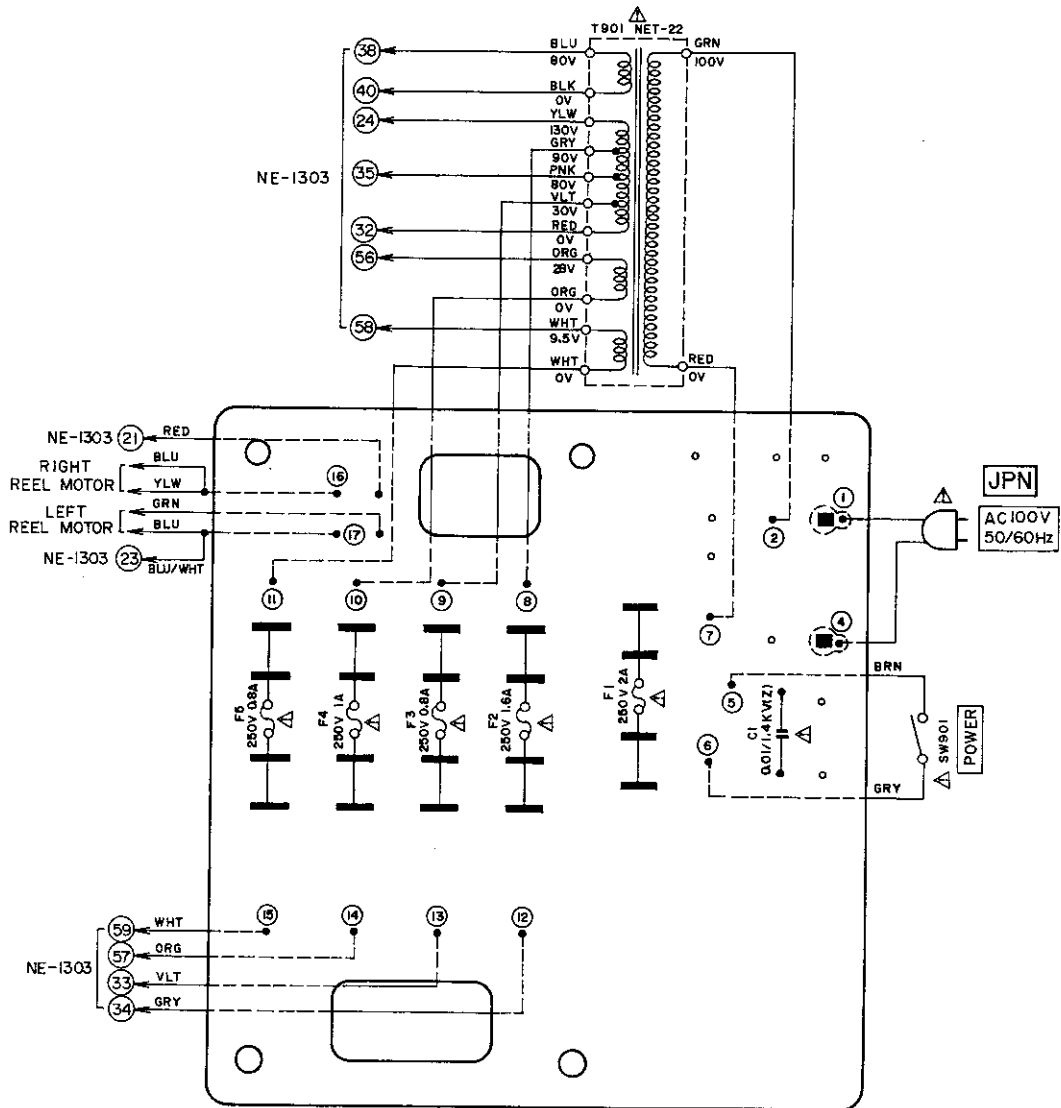 T901 NET-22
38
BLU
80V
GRN
100V
40
BLK
0V
24
YLW
130V
GRY
90V
NE-1303
35
PNK
80V
VLT
30V
32
RED
0V
56
ORG
28V
ORG
0V
58
WHT
9.5V
WHT
0V
RED
0V
NE-1303 21 RED
RIGHT
REEL MOTOR
BLU
YLW
16
LEFT
REEL MOTOR
GRN
BLU
17
NE-1303 23
BLU/WHT
1
2
JPN
AC 100V
50/60Hz
11
10
9
8
7
4
F5
250V 0.8A
F4
250V 1A
F3
250V 0.8A
F2
250V 1.6A
F1
250V 2A
5
BRN
6
C1
0.01/1.4KV(Z)
SW901
POWER
GRY
15
14
13
12
NE-1303
59 WHT
57 ORG
33 VLT
34 GRY